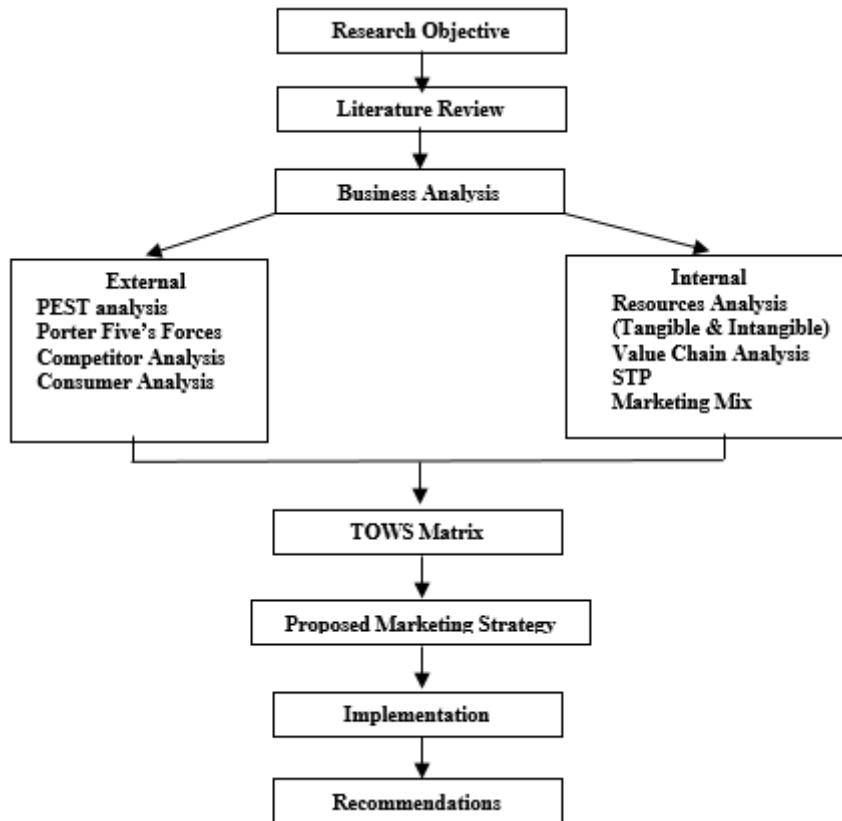 Research Objective
Literature Review
Business Analysis
External
PEST analysis
Porter Five’s Forces
Competitor Analysis
Consumer Analysis
Internal
Resources Analysis
(Tangible & Intangible)
Value Chain Analysis
STP
Marketing Mix
TOWS Matrix
Proposed Marketing Strategy
Implementation
Recommendations